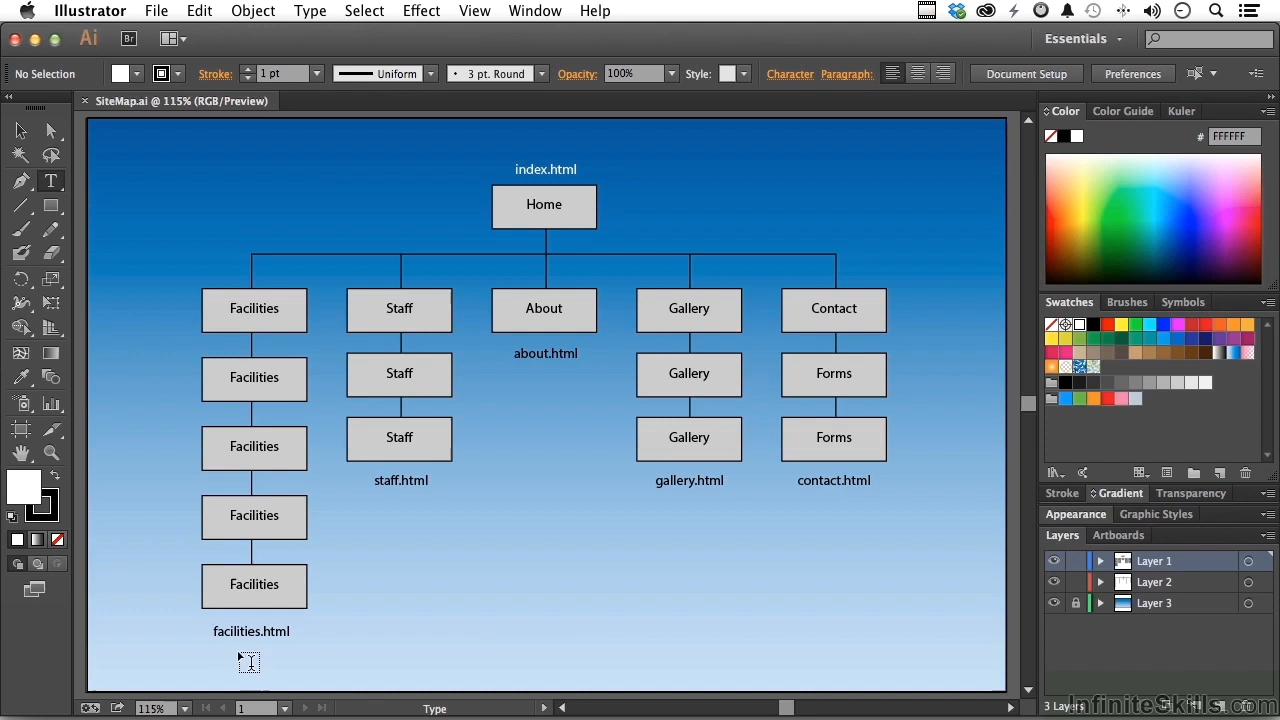 Illustrator File Edit Object Type Select Effect View Window Help
Ai Br Essentials
No Selection Stroke: 1 pt Uniform 3 pt. Round Opacity: 100% Style: Character Paragraph: Document Setup Preferences
SiteMap.ai @ 115% (RGB/Preview)
Color Color Guide Kuler
# FFFFFF
index.html
Home
Facilities Staff About Gallery Contact
about.html
Facilities Staff Gallery Forms
Facilities Staff Gallery Forms
staff.html gallery.html contact.html
Facilities
Facilities
facilities.html
Swatches Brushes Symbols
Stroke Gradient Transparency
Appearance Graphic Styles
Layers Artboards
Layer 1
Layer 2
Layer 3
3 Layers
115% 1 Type
InfiniteSkills.com